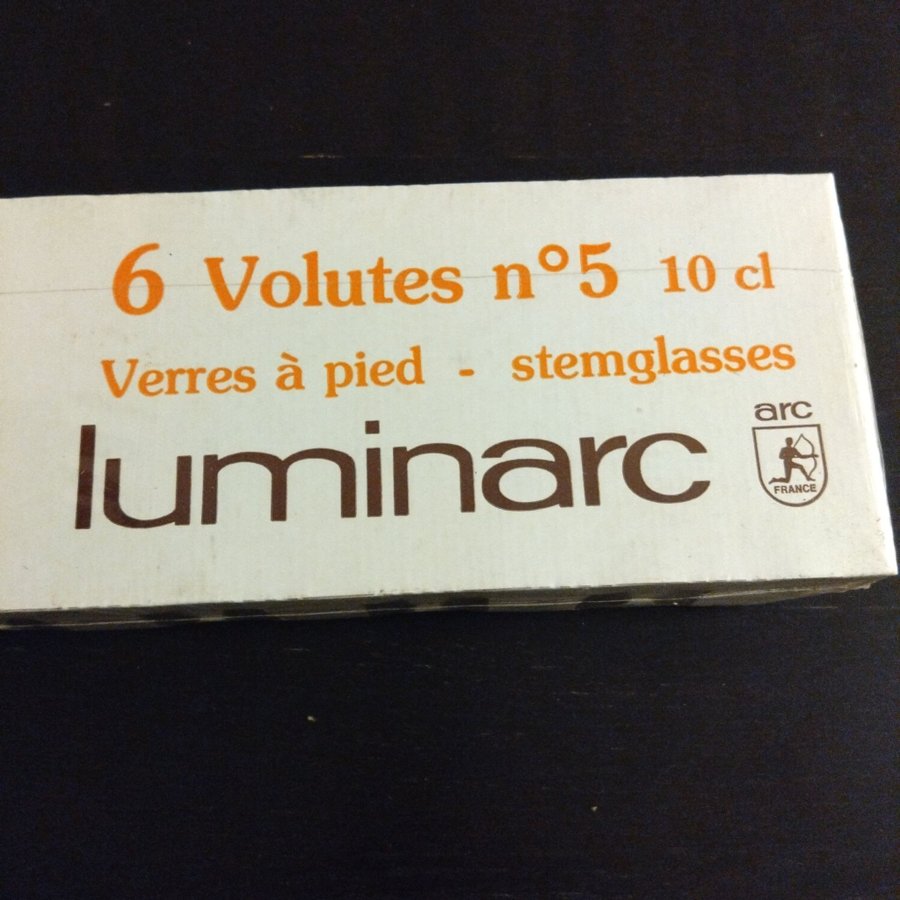 6 Volutes n°5 10 cl
Verres à pied - stemglasses
luminarc
arc
FRANCE